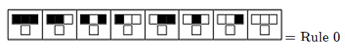 = Rule 0